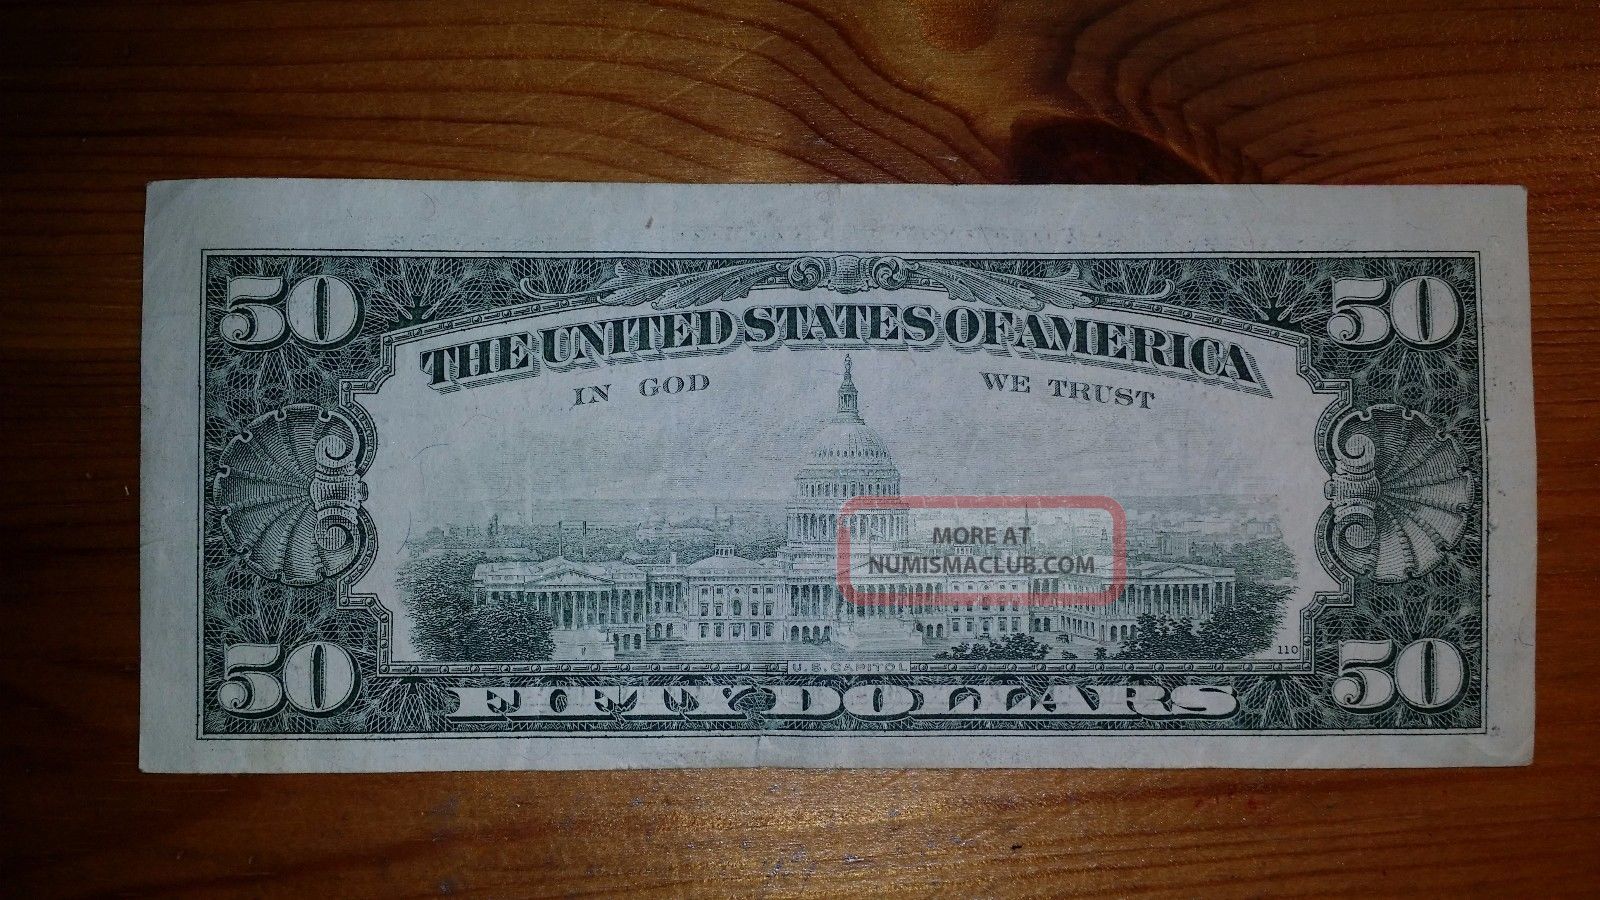 50 50
THE UNITED STATES OF AMERICA
IN GOD WE TRUST
MORE AT
NUMISMACLUB.COM
110
U.S. CAPITOL
50 50
FIFTY DOLLARS